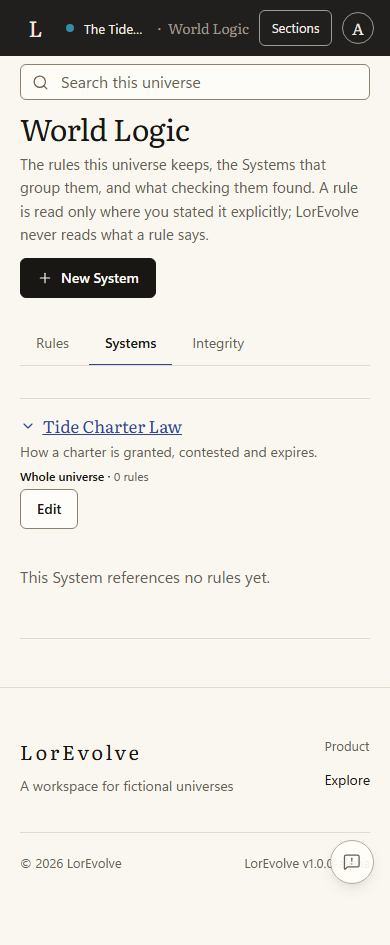 L
The Tide...
· World Logic
Sections
A
Search this universe
World Logic
The rules this universe keeps, the Systems that
group them, and what checking them found. A rule
is read only where you stated it explicitly; LorEvolve
never reads what a rule says.
New System
Rules
Systems
Integrity
Tide Charter Law
How a charter is granted, contested and expires.
Whole universe · 0 rules
Edit
This System references no rules yet.
LorEvolve
Product
A workspace for fictional universes
Explore
© 2026 LorEvolve
LorEvolve v1.0.0